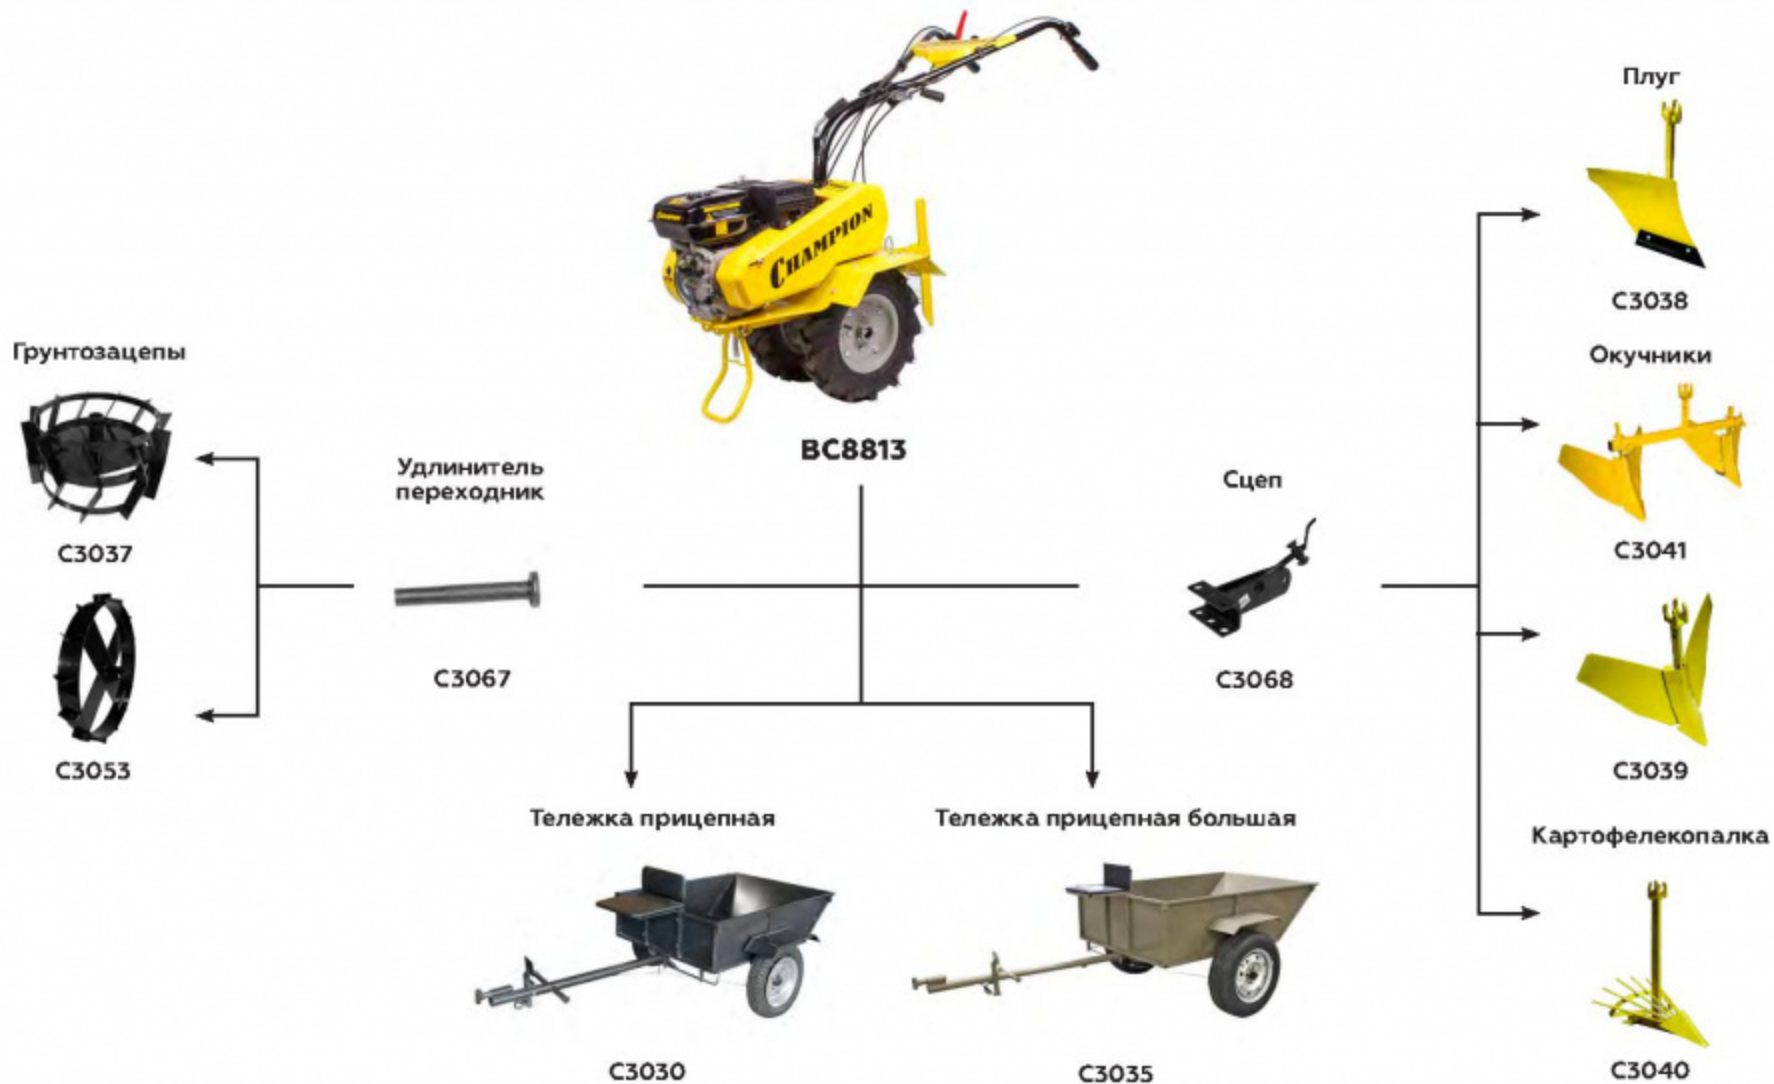 CHAMPION
BC8813
Грунтозацепы
C3037
C3053
Удлинитель
переходник
C3067
Сцеп
C3068
Плуг
C3038
Окучники
C3041
C3039
Картофелекопалка
C3040
Тележка прицепная
C3030
Тележка прицепная большая
C3035